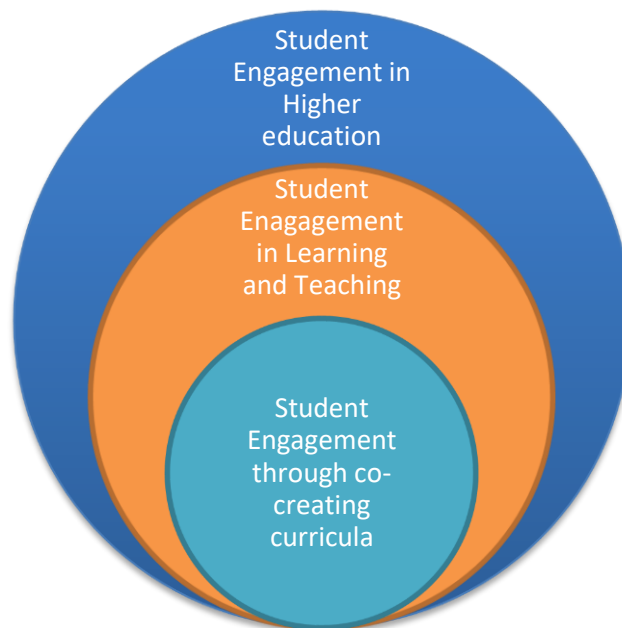 Student
Engagement in
Higher
education
Student
Enagagement
in Learning
and Teaching
Student
Engagement
through co-
creating
curricula